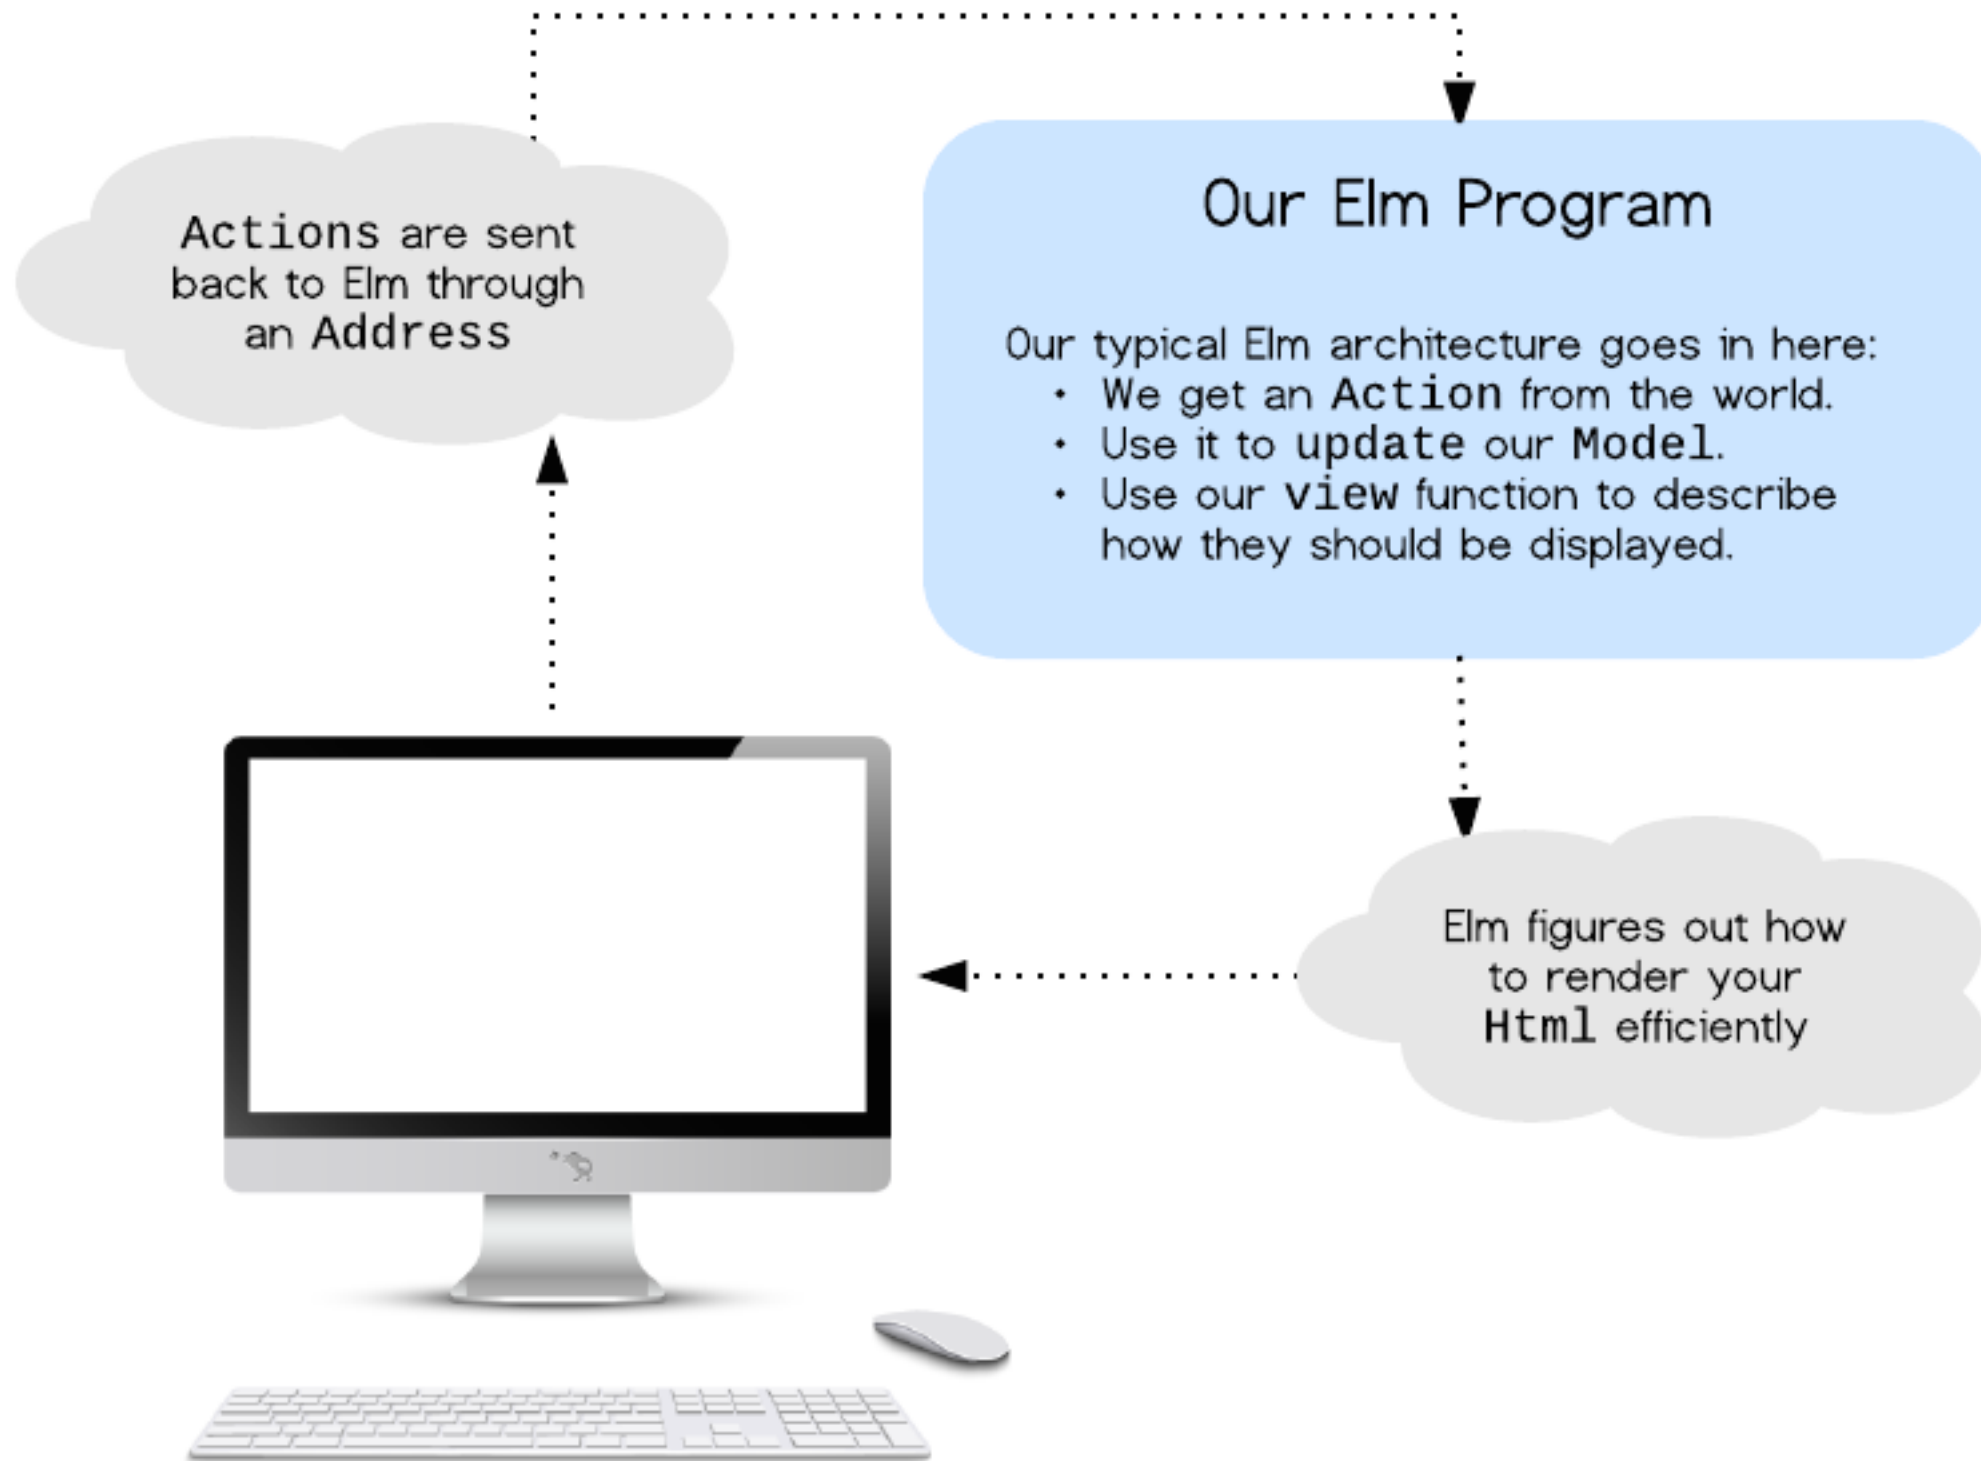 Actions are sent
back to Elm through
an Address
Our Elm Program
Our typical Elm architecture goes in here:
• We get an Action from the world.
• Use it to update our Model.
• Use our view function to describe
how they should be displayed.
Elm figures out how
to render your
Html efficiently